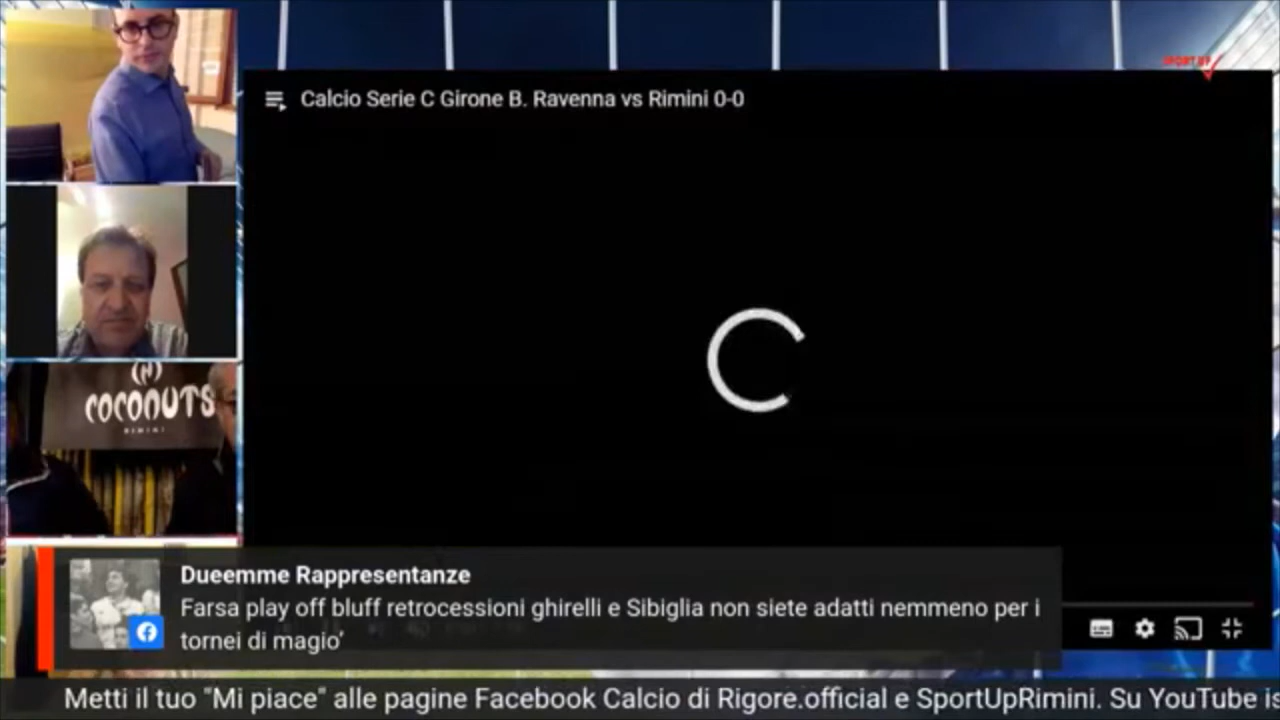 SPORT UP
Calcio Serie C Girone B. Ravenna vs Rimini 0-0
COCONUTS
RIMINI
Dueemme Rappresentanze
Farsa play off bluff retrocessioni ghirelli e Sibiglia non siete adatti nemmeno per i
tornei di magio'
Metti il tuo "Mi piace" alle pagine Facebook Calcio di Rigore.official e SportUpRimini. Su YouTube is